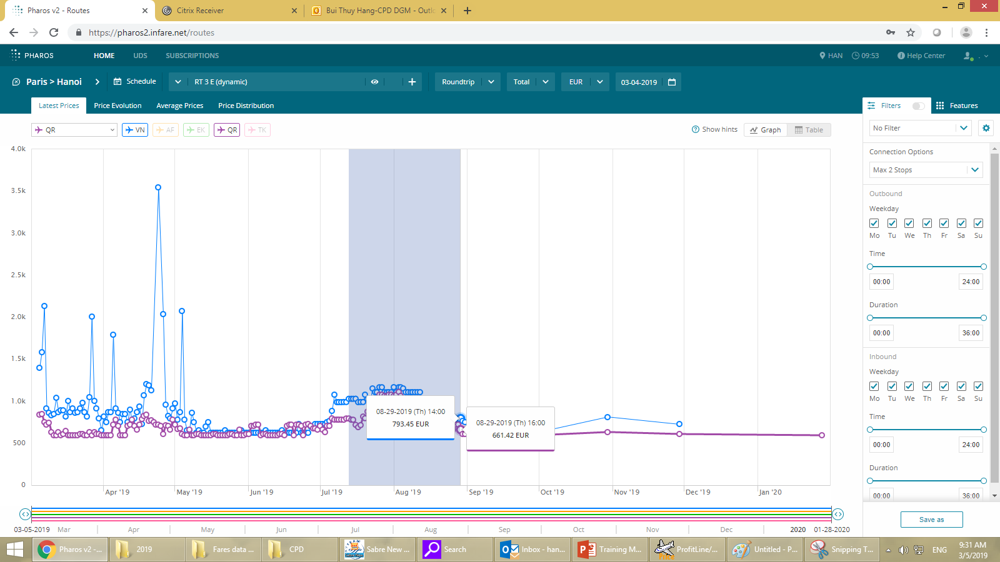 Pharos v2 - Routes
Citrix Receiver
Bui Thuy Hang-CPD DGM - Outlo
https://pharos2.infare.net/routes
PHAROS
HOME
UDS
SUBSCRIPTIONS
HAN
09:53
Help Center
Paris > Hanoi
Schedule
RT 3 E (dynamic)
Roundtrip
Total
EUR
03-04-2019
Latest Prices
Price Evolution
Average Prices
Price Distribution
Filters
Features
QR
VN
AF
EK
QR
TK
Show hints
Graph
Table
No Filter
Connection Options
Max 2 Stops
Outbound
Weekday
Mo Tu We Th Fr Sa Su
Time
00:00 24:00
Duration
00:00 36:00
Inbound
Weekday
Mo Tu We Th Fr Sa Su
Time
00:00 24:00
Duration
00:00 36:00
Save as
4.0k
3.5k
3.0k
2.5k
2.0k
1.5k
1.0k
500
0
08-29-2019 (Th) 14:00
793.45 EUR
08-29-2019 (Th) 16:00
661.42 EUR
Apr '19 May '19 Jun '19 Jul '19 Aug '19 Sep '19 Oct '19 Nov '19 Dec '19 Jan '20
03-05-2019 Mar Apr May Jun Jul Aug Sep Oct Nov Dec 2020 01-28-2020
Pharos v2 -...
2019
Fares data ...
CPD
Sabre New ...
Search
Inbox - han...
Training M...
ProfitLine/...
Untitled - P...
Snipping T...
ENG
9:31 AM
3/5/2019